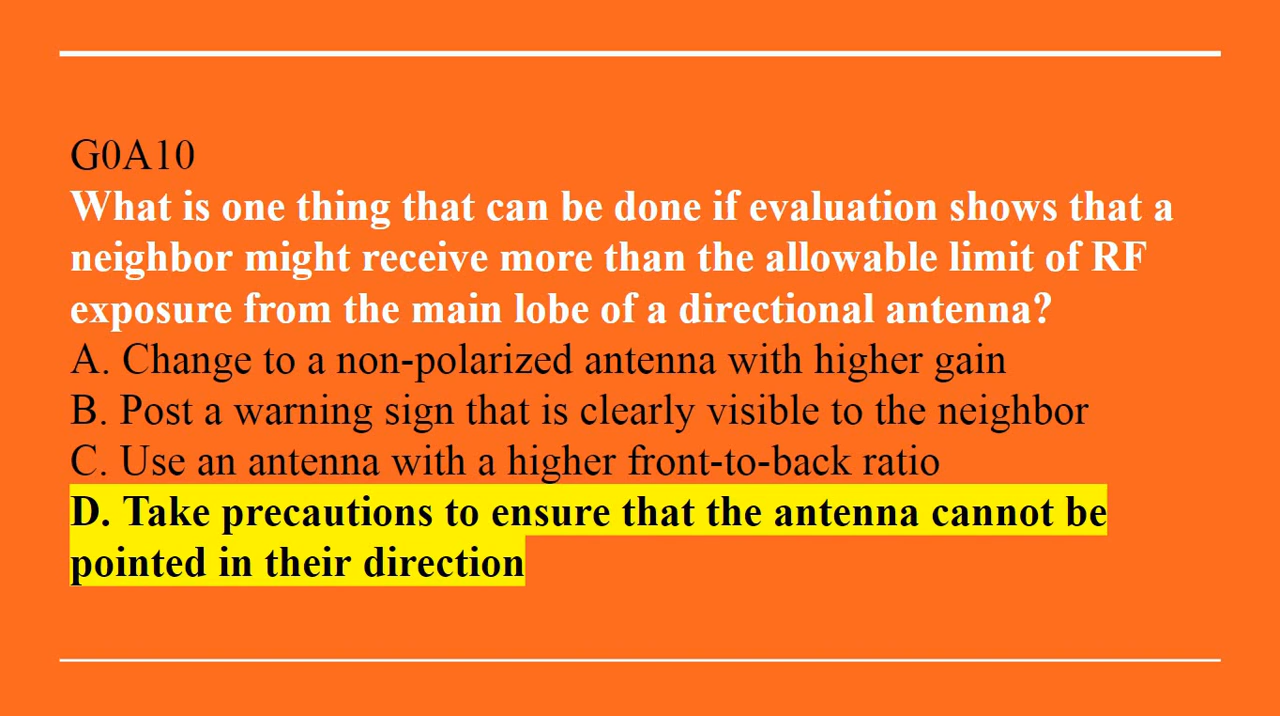 G0A10
What is one thing that can be done if evaluation shows that a
neighbor might receive more than the allowable limit of RF
exposure from the main lobe of a directional antenna?
A. Change to a non-polarized antenna with higher gain
B. Post a warning sign that is clearly visible to the neighbor
C. Use an antenna with a higher front-to-back ratio
D. Take precautions to ensure that the antenna cannot be
pointed in their direction